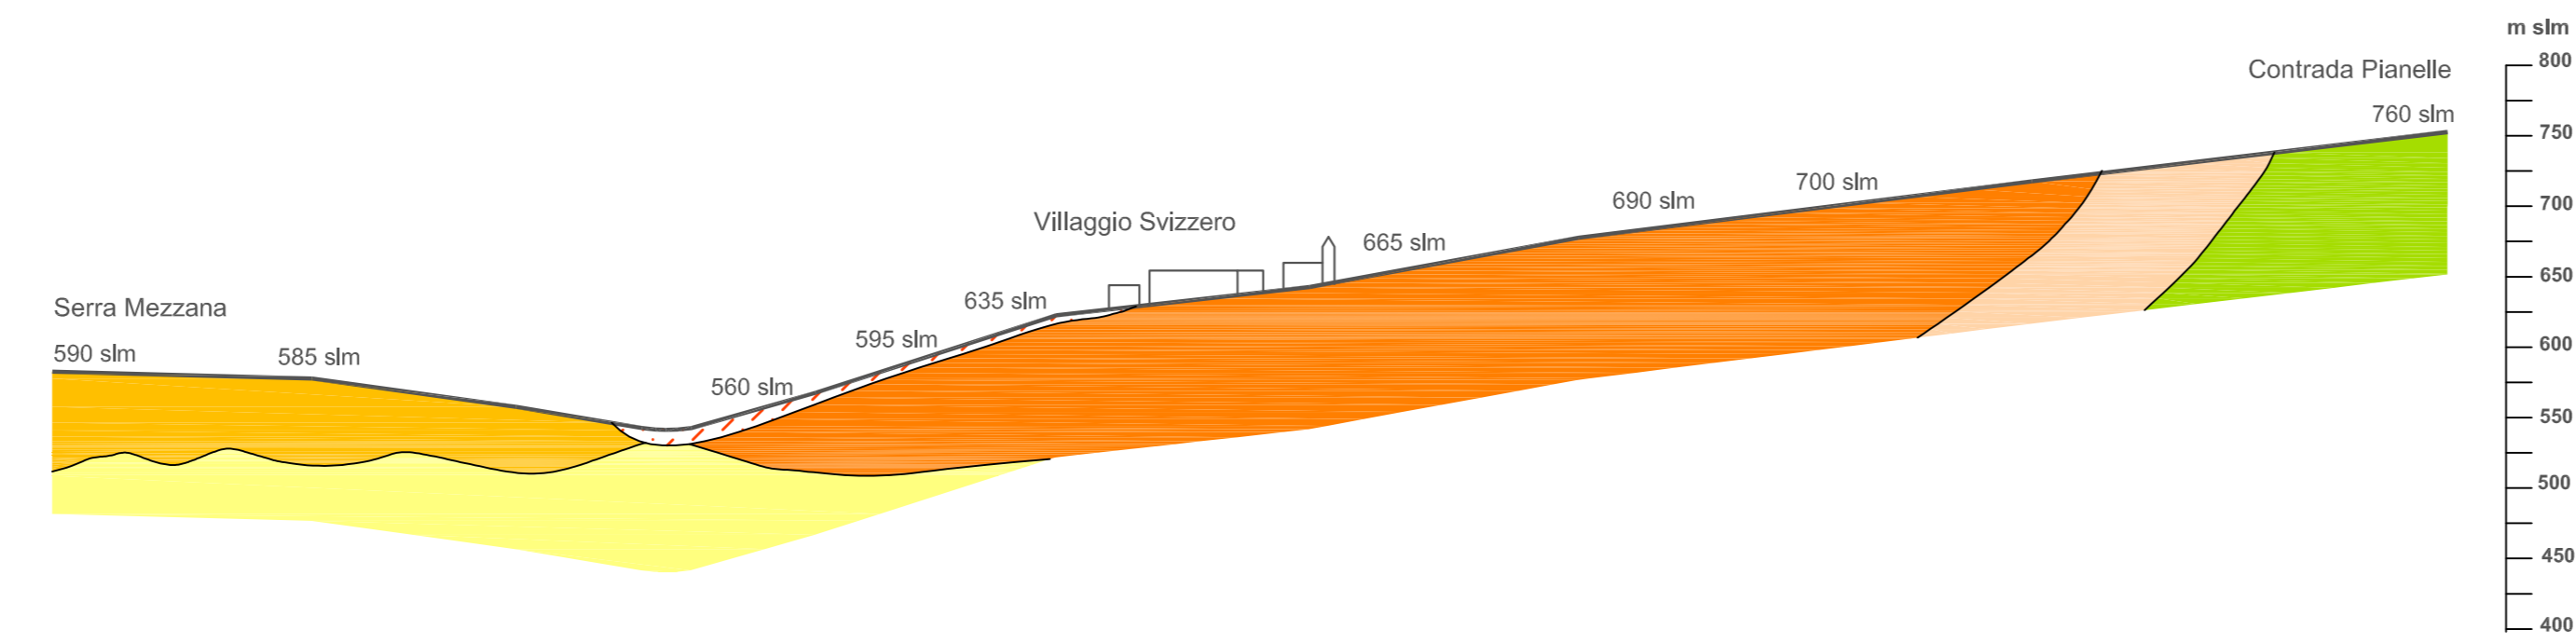 m slm
800
Contrada Pianelle
760 slm
750
700 slm
690 slm
700
Villaggio Svizzero
665 slm
650
635 slm
Serra Mezzana
595 slm
600
590 slm
585 slm
560 slm
550
500
450
400